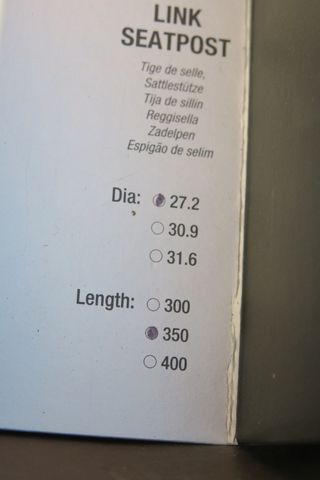 LINK
SEATPOST
Tige de selle,
Sattlestütze
Tija de sillín
Reggisella
Zadelpen
Espigão de selim
Dia: 27.2
30.9
31.6
Length: 300
350
400